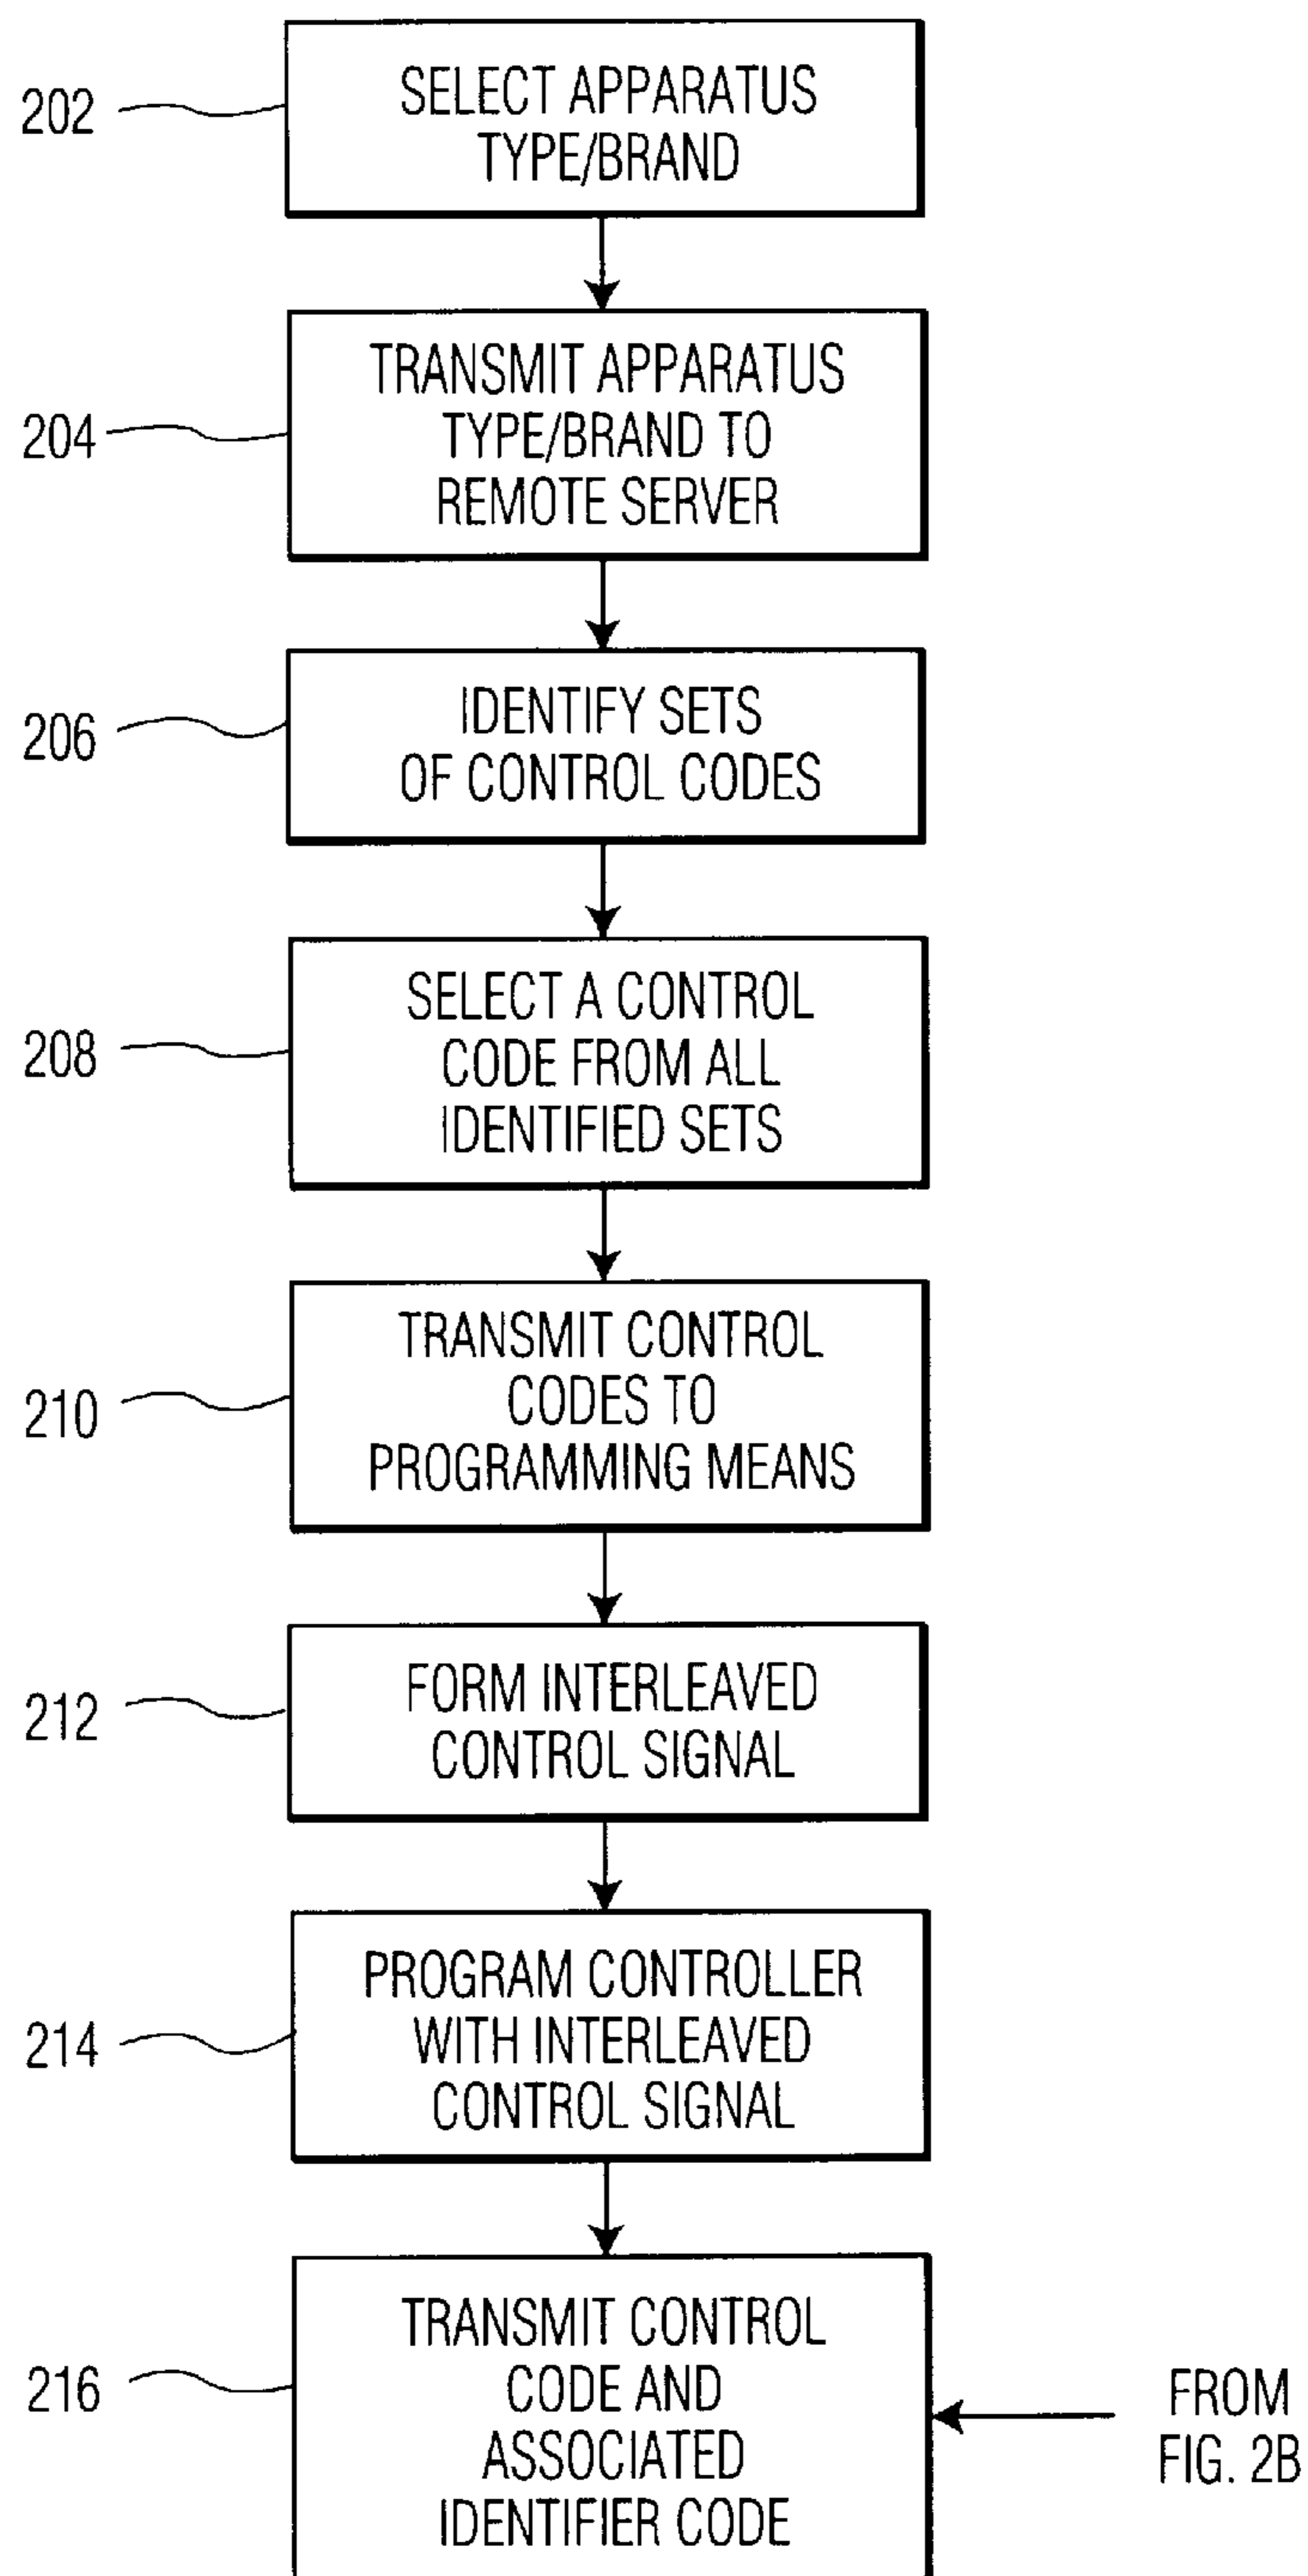 202
SELECT APPARATUS
TYPE/BRAND
204
TRANSMIT APPARATUS
TYPE/BRAND TO
REMOTE SERVER
206
IDENTIFY SETS
OF CONTROL CODES
208
SELECT A CONTROL
CODE FROM ALL
IDENTIFIED SETS
210
TRANSMIT CONTROL
CODES TO
PROGRAMMING MEANS
212
FORM INTERLEAVED
CONTROL SIGNAL
214
PROGRAM CONTROLLER
WITH INTERLEAVED
CONTROL SIGNAL
216
TRANSMIT CONTROL
CODE AND
ASSOCIATED
IDENTIFIER CODE
FROM
FIG. 2B